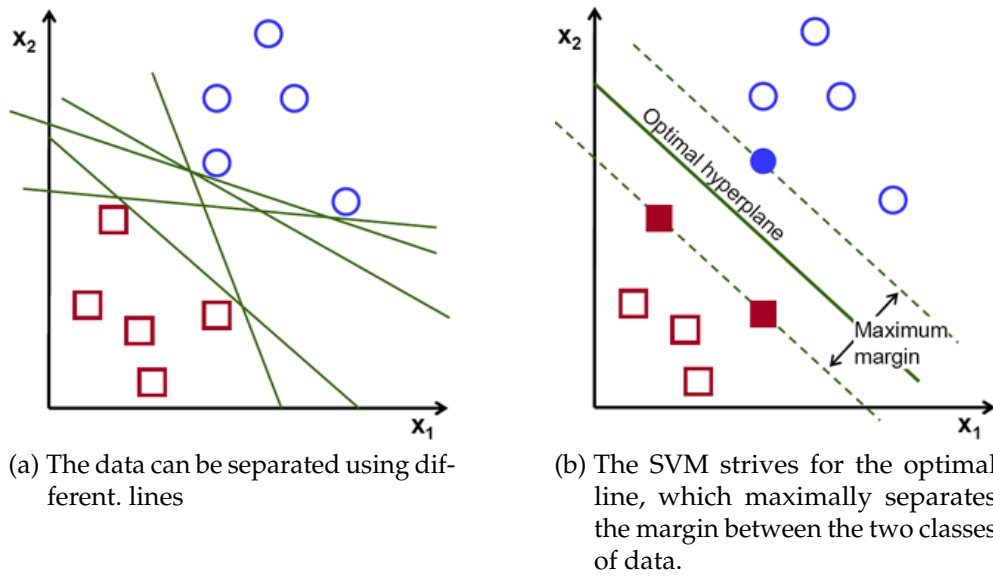 x2
x1
(a) The data can be separated using dif-
ferent. lines
x2
Optimal hyperplane
Maximum
margin
x1
(b) The SVM strives for the optimal
line, which maximally separates
the margin between the two classes
of data.